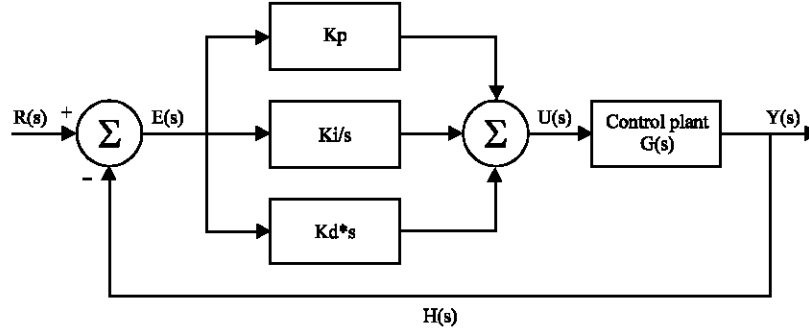 Kp
R(s)
+
Σ
E(s)
Ki/s
Σ
U(s)
Control plant
G(s)
Y(s)
-
Kd*s
H(s)